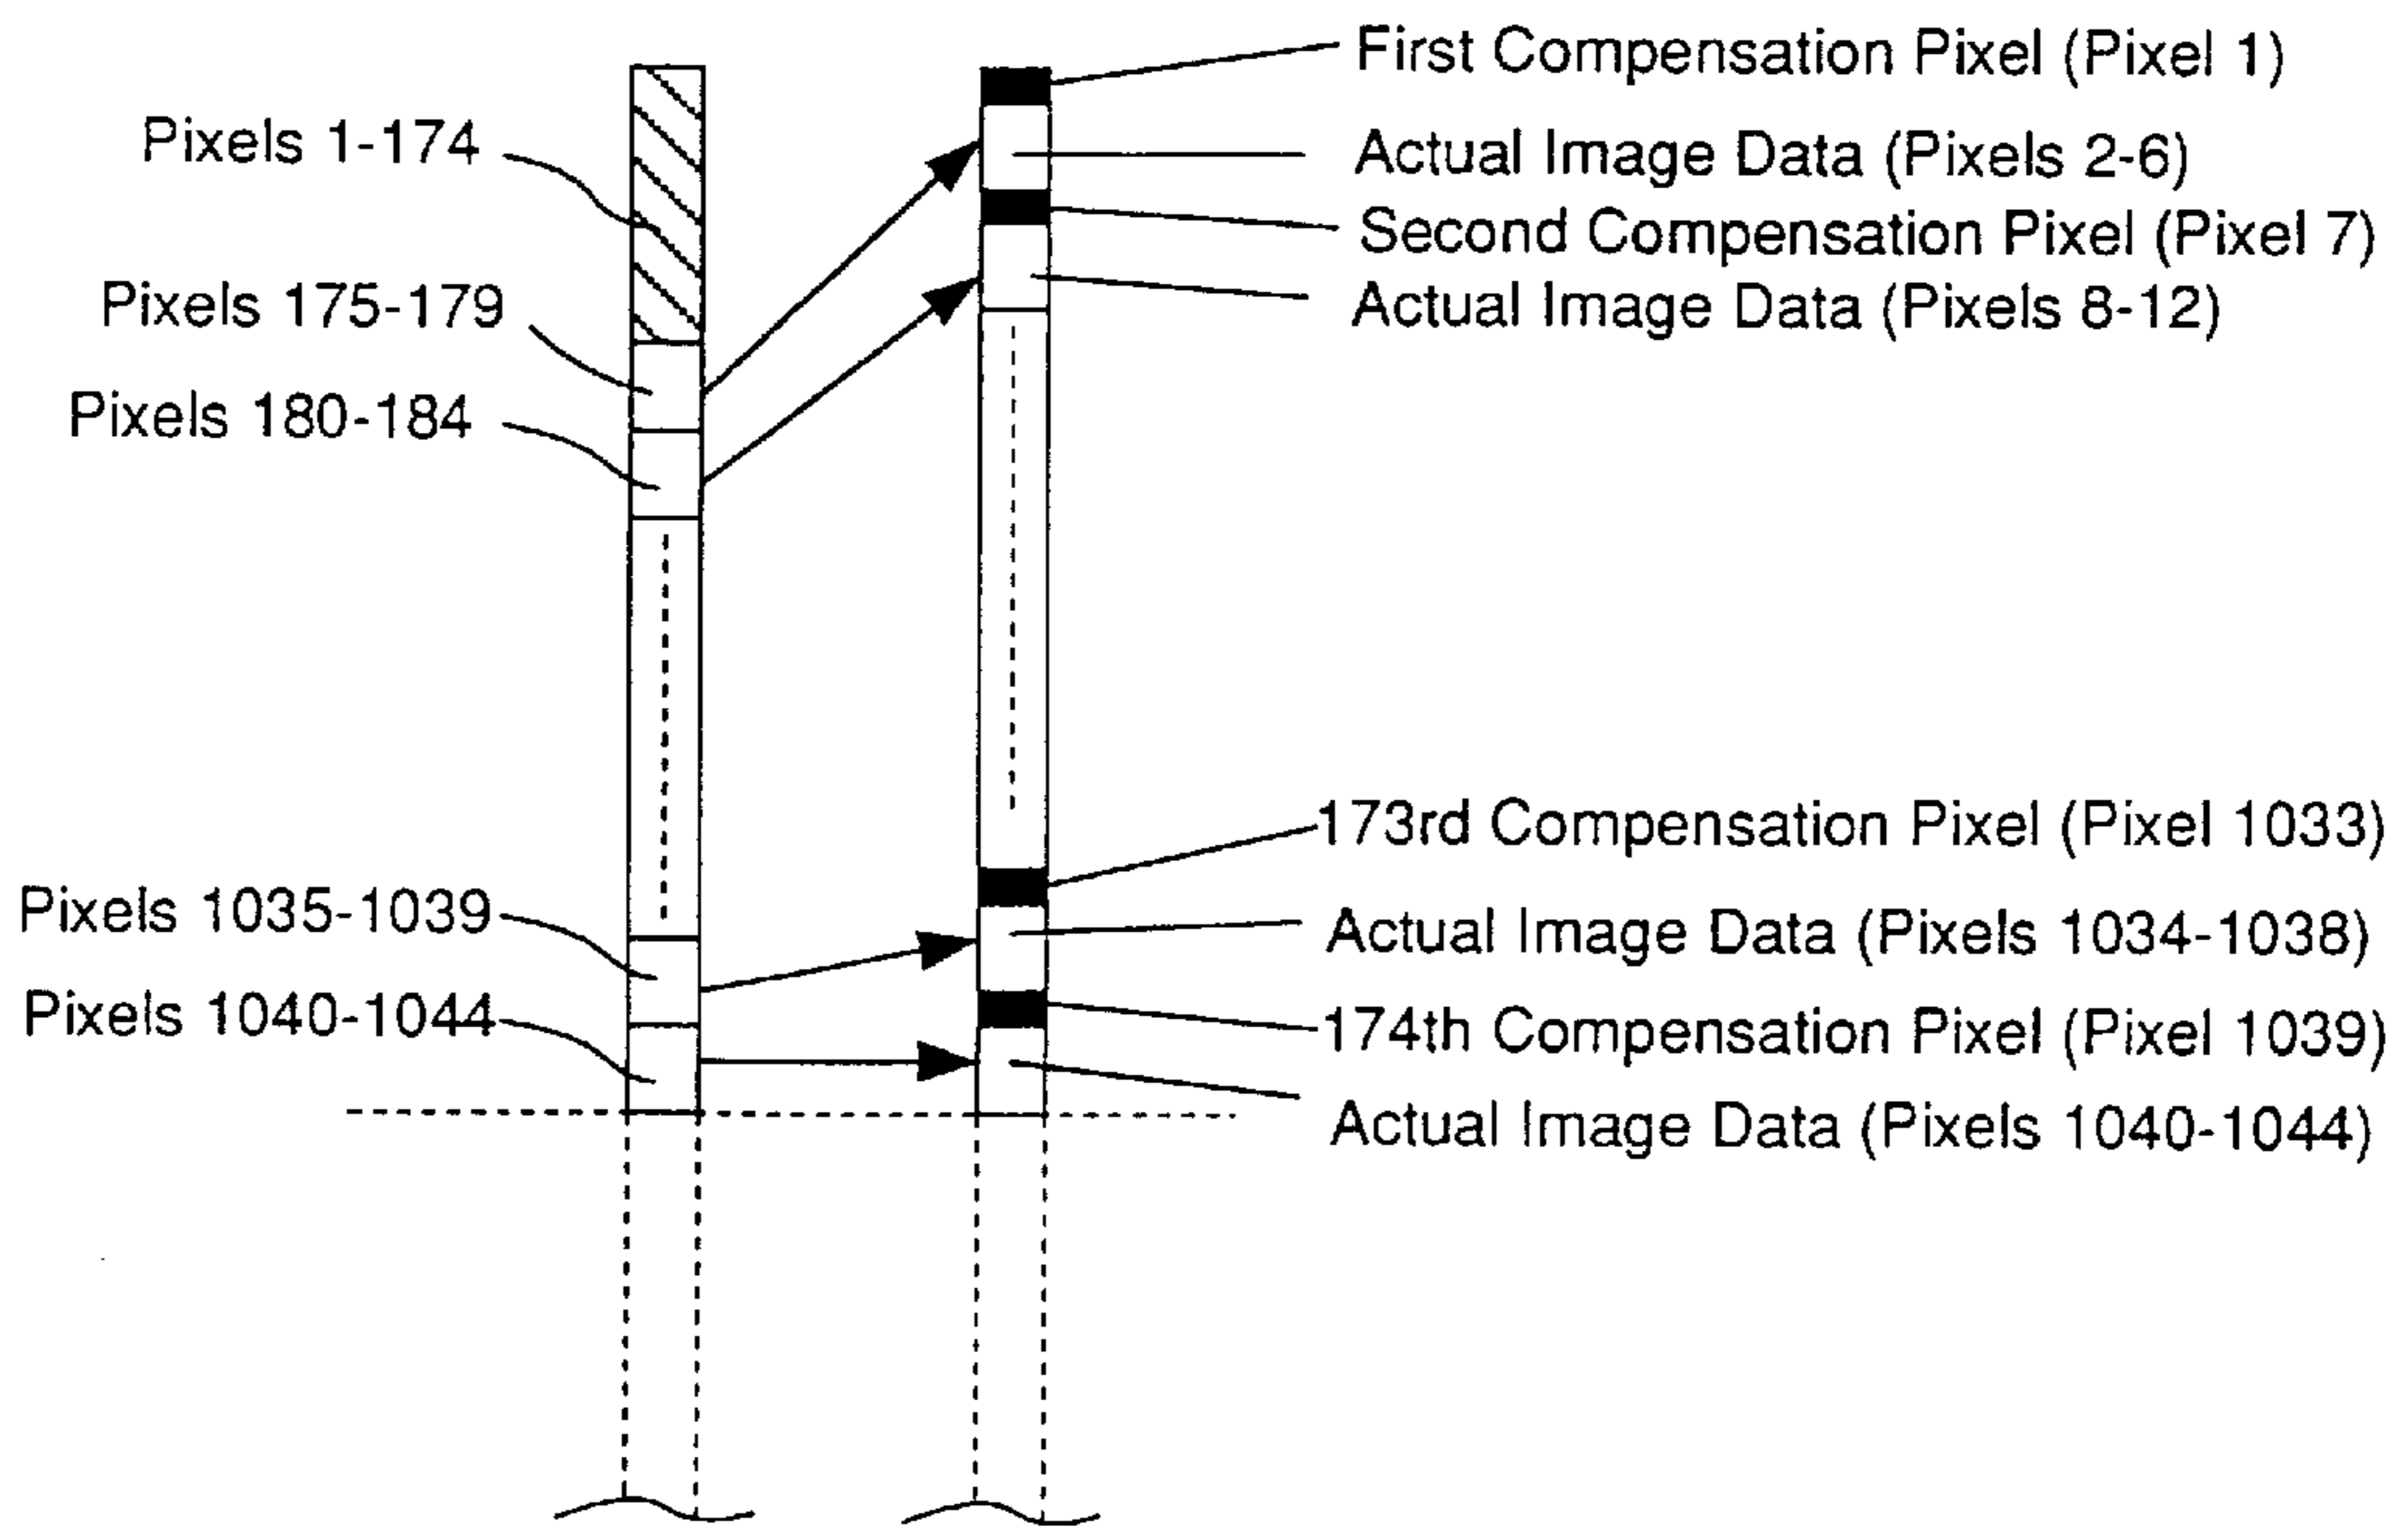 Pixels 1-174
Pixels 175-179
Pixels 180-184
Pixels 1035-1039
Pixels 1040-1044
First Compensation Pixel (Pixel 1)
Actual Image Data (Pixels 2-6)
Second Compensation Pixel (Pixel 7)
Actual Image Data (Pixels 8-12)
173rd Compensation Pixel (Pixel 1033)
Actual Image Data (Pixels 1034-1038)
174th Compensation Pixel (Pixel 1039)
Actual Image Data (Pixels 1040-1044)